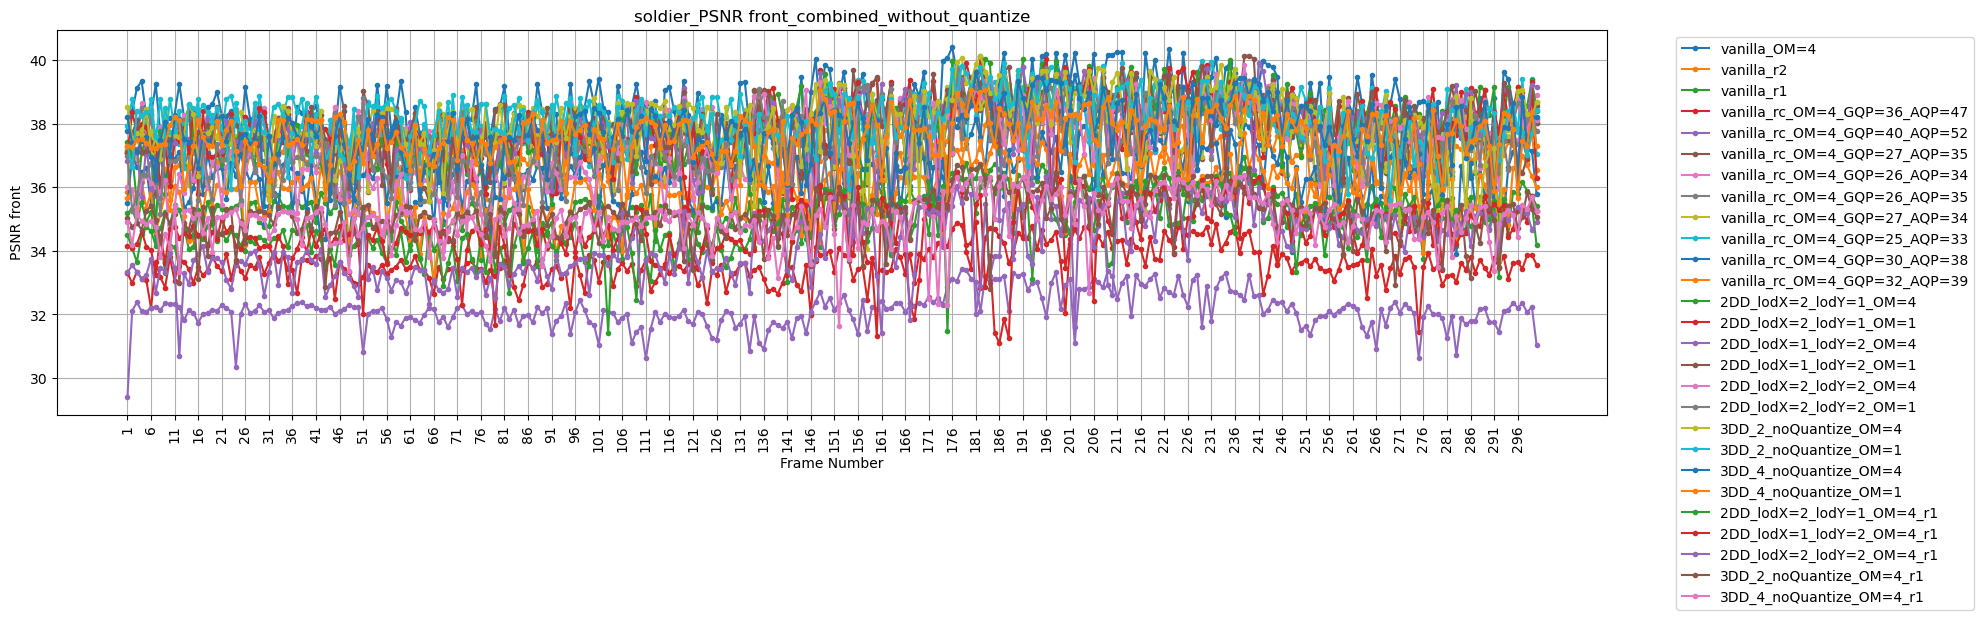 soldier_PSNR front_combined_without_quantize
PSNR front
40
38
36
34
32
30
1
6
11
16
21
26
31
36
41
46
51
56
61
66
71
76
81
86
91
96
101
106
111
116
121
126
131
136
141
146
151
156
161
166
171
176
181
186
191
196
201
206
211
216
221
226
231
236
241
246
251
256
261
266
271
276
281
286
291
296
Frame Number
vanilla_OM=4
vanilla_r2
vanilla_r1
vanilla_rc_OM=4_GQP=36_AQP=47
vanilla_rc_OM=4_GQP=40_AQP=52
vanilla_rc_OM=4_GQP=27_AQP=35
vanilla_rc_OM=4_GQP=26_AQP=34
vanilla_rc_OM=4_GQP=26_AQP=35
vanilla_rc_OM=4_GQP=27_AQP=34
vanilla_rc_OM=4_GQP=25_AQP=33
vanilla_rc_OM=4_GQP=30_AQP=38
vanilla_rc_OM=4_GQP=32_AQP=39
2DD_lodX=2_lodY=1_OM=4
2DD_lodX=2_lodY=1_OM=1
2DD_lodX=1_lodY=2_OM=4
2DD_lodX=1_lodY=2_OM=1
2DD_lodX=2_lodY=2_OM=4
2DD_lodX=2_lodY=2_OM=1
3DD_2_noQuantize_OM=4
3DD_2_noQuantize_OM=1
3DD_4_noQuantize_OM=4
3DD_4_noQuantize_OM=1
2DD_lodX=2_lodY=1_OM=4_r1
2DD_lodX=1_lodY=2_OM=4_r1
2DD_lodX=2_lodY=2_OM=4_r1
3DD_2_noQuantize_OM=4_r1
3DD_4_noQuantize_OM=4_r1